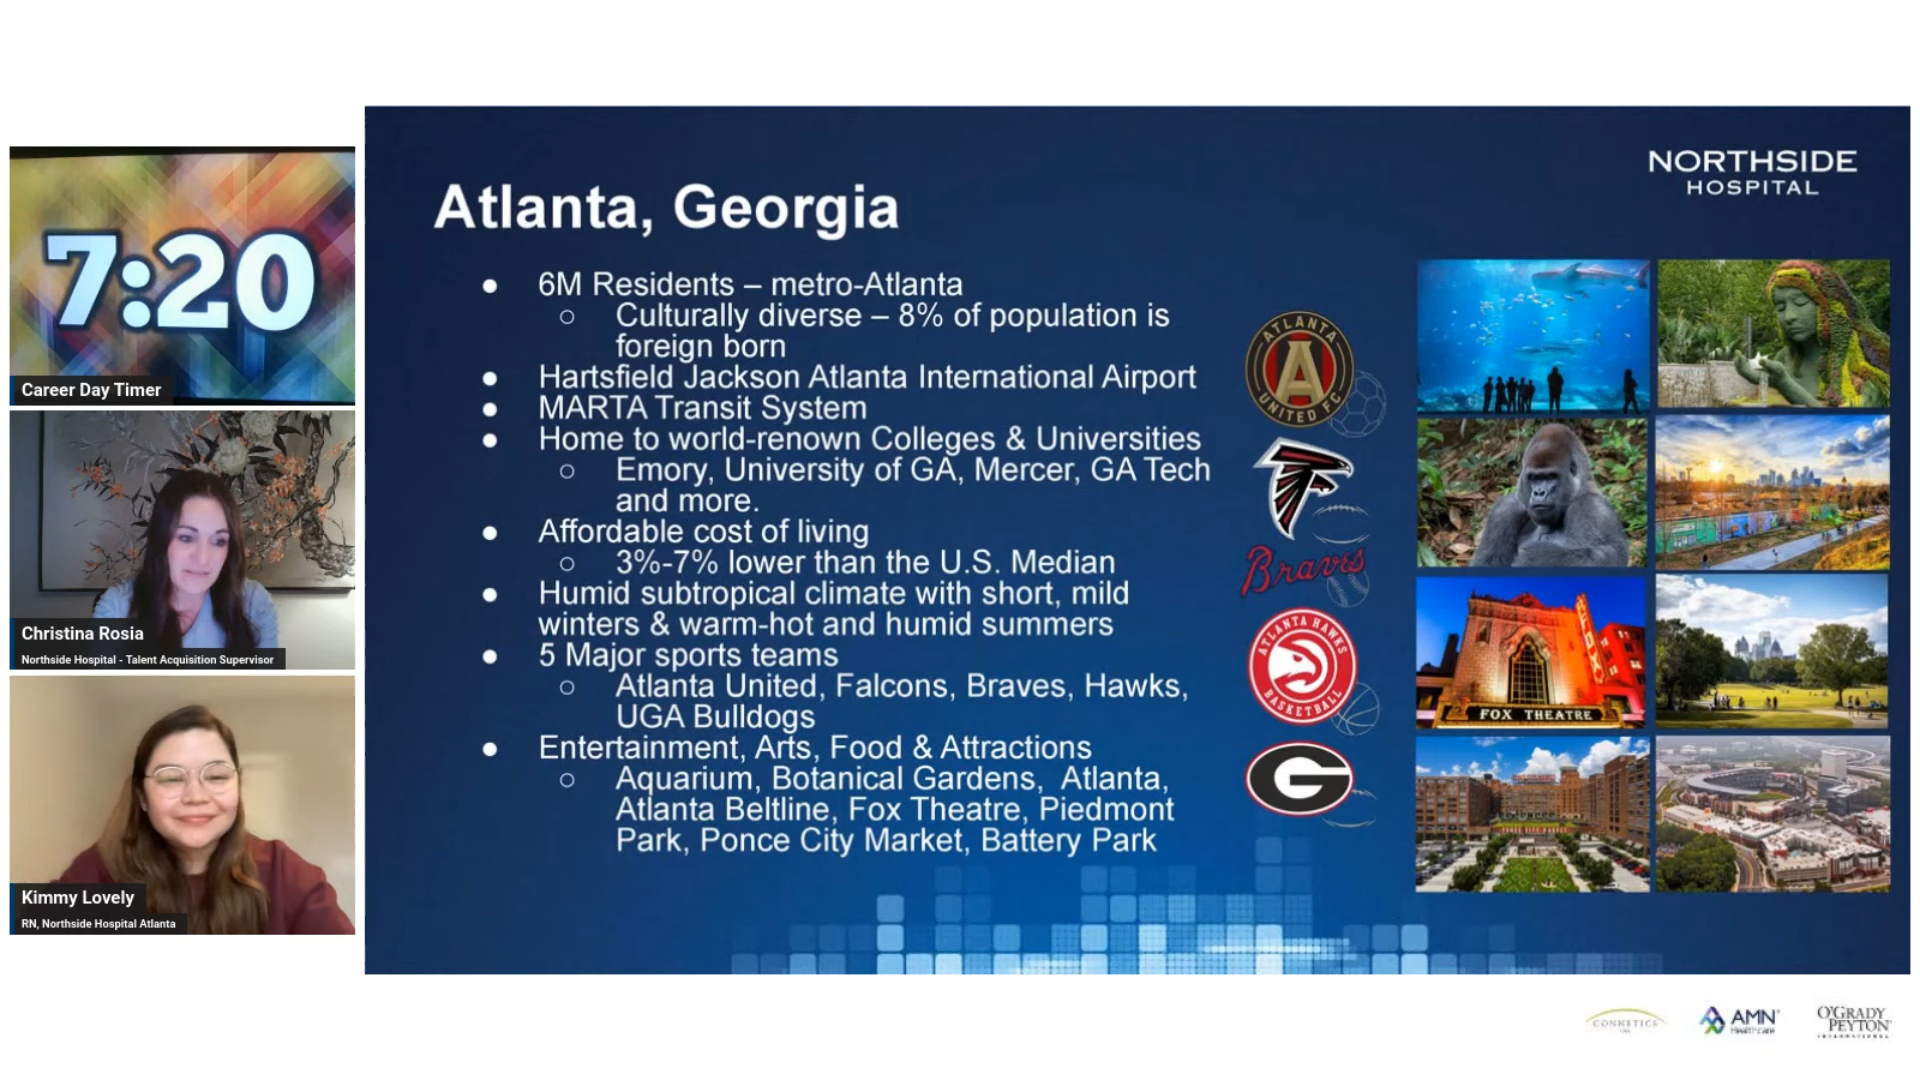 7:20
Career Day Timer
Christina Rosia
Northside Hospital - Talent Acquisition Supervisor
Kimmy Lovely
RN, Northside Hospital Atlanta
NORTHSIDE
HOSPITAL
Atlanta, Georgia
6M Residents – metro-Atlanta
Culturally diverse – 8% of population is
foreign born
Hartsfield Jackson Atlanta International Airport
MARTA Transit System
Home to world-renown Colleges & Universities
Emory, University of GA, Mercer, GA Tech
and more.
Affordable cost of living
3%-7% lower than the U.S. Median
Humid subtropical climate with short, mild
winters & warm-hot and humid summers
5 Major sports teams
Atlanta United, Falcons, Braves, Hawks,
UGA Bulldogs
Entertainment, Arts, Food & Attractions
Aquarium, Botanical Gardens, Atlanta,
Atlanta Beltline, Fox Theatre, Piedmont
Park, Ponce City Market, Battery Park
ATLANTA
A
UNITED FC
Braves
ATLANTA HAWKS
BASKETBALL
G
FOX
FOX THEATRE
CONNETICS
AMN
Healthcare
O'GRADY
PEYTON
INTERNATIONAL